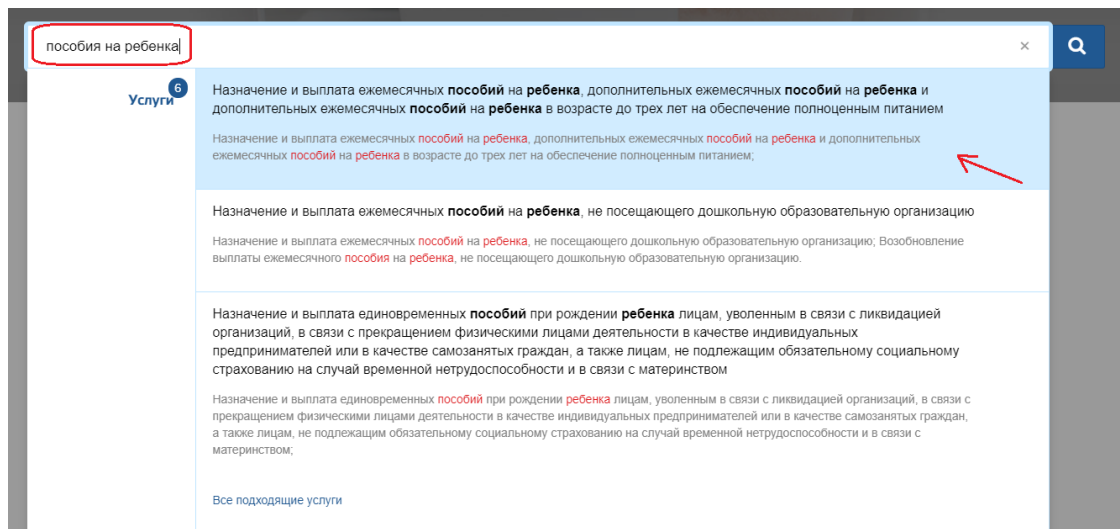 пособия на ребенка
Услуги 6
Назначение и выплата ежемесячных пособий на ребенка, дополнительных ежемесячных пособий на ребенка и
дополнительных ежемесячных пособий на ребенка в возрасте до трех лет на обеспечение полноценным питанием
Назначение и выплата ежемесячных пособий на ребенка, дополнительных ежемесячных пособий на ребенка и дополнительных
ежемесячных пособий на ребенка в возрасте до трех лет на обеспечение полноценным питанием;
Назначение и выплата ежемесячных пособий на ребенка, не посещающего дошкольную образовательную организацию
Назначение и выплата ежемесячных пособий на ребенка, не посещающего дошкольную образовательную организацию; Возобновление
выплаты ежемесячного пособия на ребенка, не посещающего дошкольную образовательную организацию.
Назначение и выплата единовременных пособий при рождении ребенка лицам, уволенным в связи с ликвидацией
организаций, в связи с прекращением физическими лицами деятельности в качестве индивидуальных
предпринимателей или в качестве самозанятых граждан, а также лицам, не подлежащим обязательному социальному
страхованию на случай временной нетрудоспособности и в связи с материнством
Назначение и выплата единовременных пособий при рождении ребенка лицам, уволенным в связи с ликвидацией организаций, в связи с
прекращением физическими лицами деятельности в качестве индивидуальных предпринимателей или в качестве самозанятых граждан,
а также лицам, не подлежащим обязательному социальному страхованию на случай временной нетрудоспособности и в связи с
материнством;
Все подходящие услуги